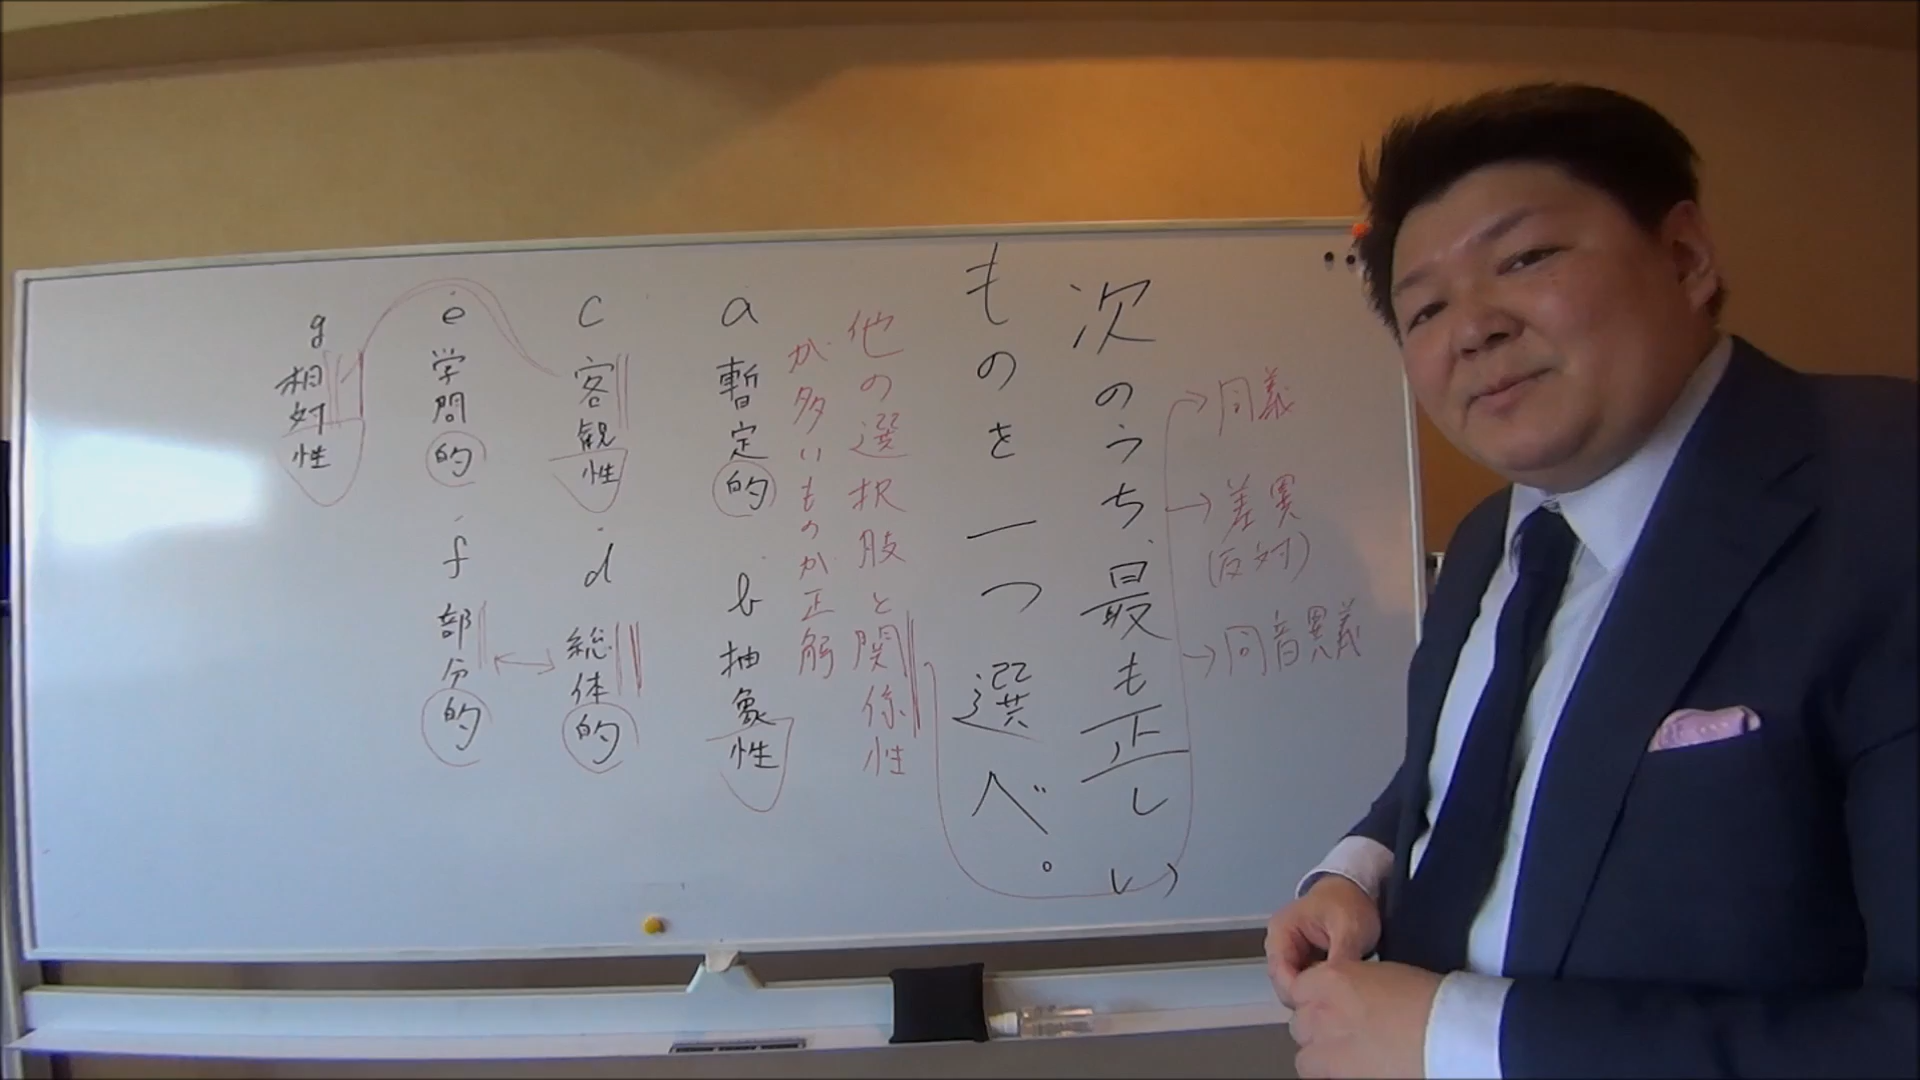 同義
差異
(反対)
同音異義
次のうち、最も正しい
ものを一つ選べ。
他の選択肢と関係性
が多いものが正解
a 暫定的
b 抽象性
c 客観性
d 総体的
e 学問的
f 部分的
g 相対性